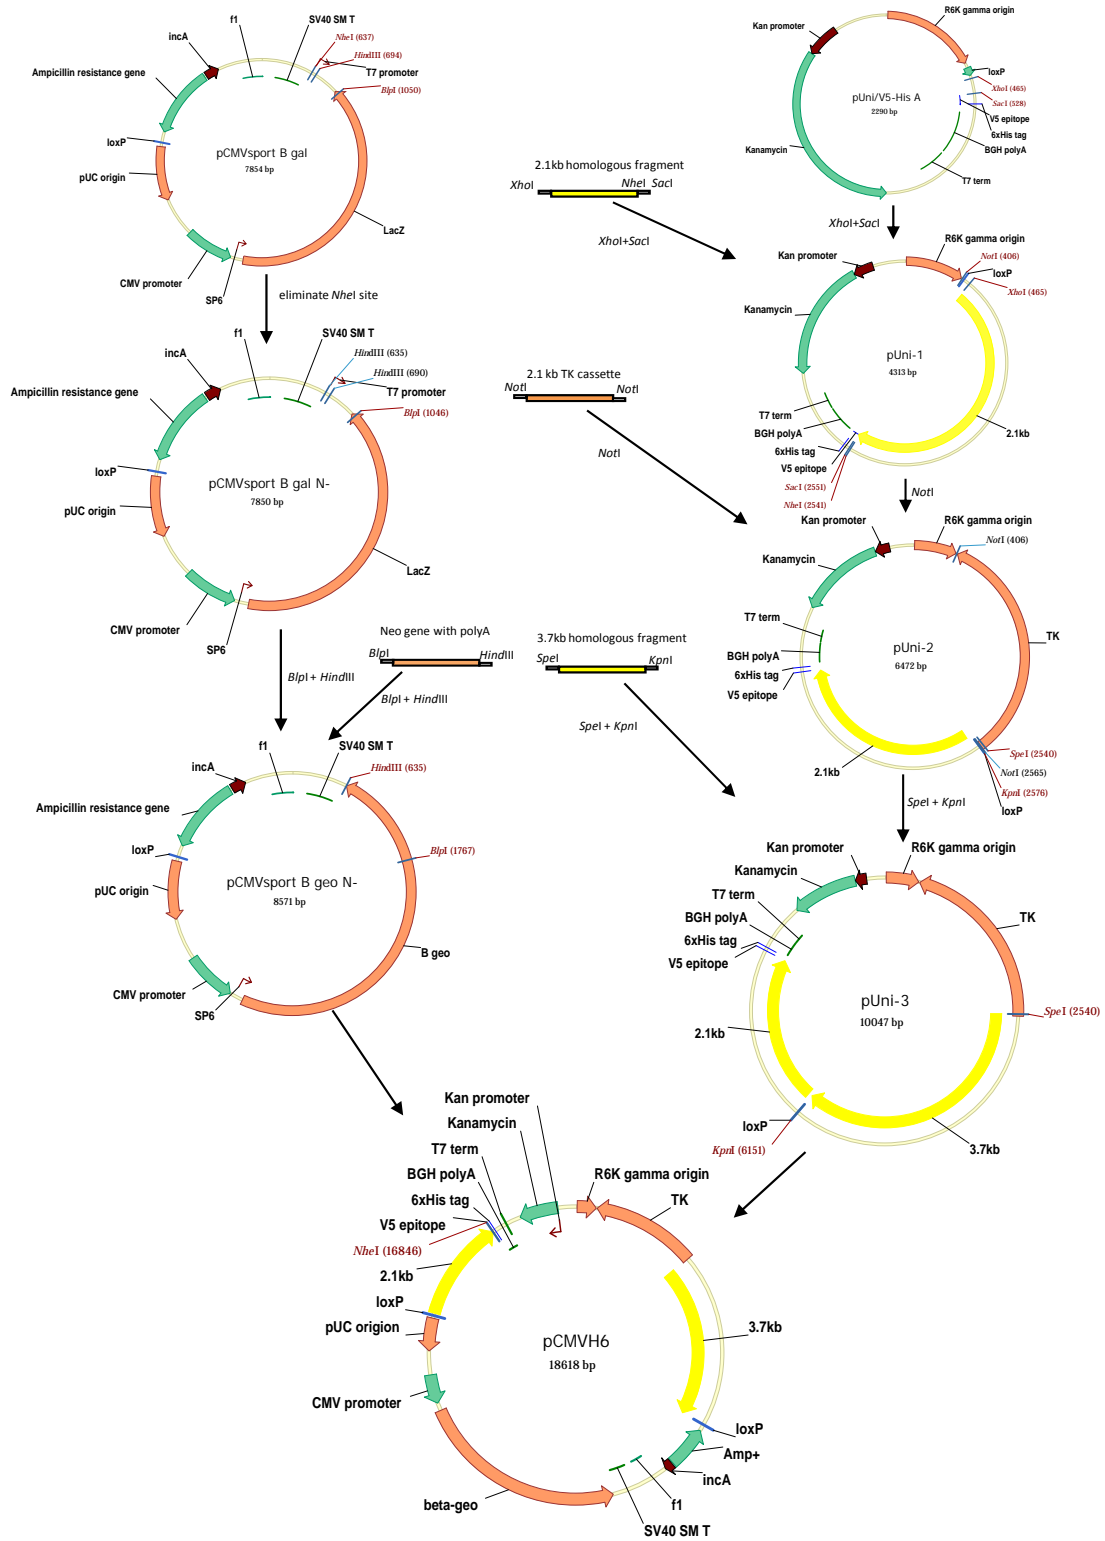 f1
SV40 SM T
NheI (637)
incA
HindIII (694)
T7 promoter
Ampicillin resistance gene
BlpI (1050)
loxP
pCMVsport B gal
7854 bp
pUC origin
LacZ
CMV promoter
SP6
eliminate NheI site
R6K gamma origin
Kan promoter
loxP
XhoI (465)
pUni/V5-His A
SacI (528)
2290 bp
V5 epitope
6xHis tag
Kanamycin
BGH polyA
T7 term
2.1kb homologous fragment
XhoI
NheI SacI
XhoI+SacI
XhoI+SacI
f1
SV40 SM T
incA
HindIII (635)
HindIII (690)
Ampicillin resistance gene
T7 promoter
BlpI (1046)
loxP
pCMVsport B gal N-
7850 bp
pUC origin
LacZ
CMV promoter
SP6
R6K gamma origin
Kan promoter
NotI (406)
loxP
XhoI (465)
Kanamycin
pUni-1
4313 bp
T7 term
BGH polyA
2.1kb
6xHis tag
V5 epitope
SacI (2551)
NheI (2541)
NotI
2.1 kb TK cassette
NotI
NotI
NotI
Kan promoter
R6K gamma origin
NotI (406)
Kanamycin
T7 term
TK
BGH polyA
pUni-2
6xHis tag
6472 bp
V5 epitope
SpeI (2540)
2.1kb
NotI (2565)
KpnI (2576)
loxP
SpeI + KpnI
Neo gene with polyA
BlpI
HindIII
BlpI + HindIII
BlpI + HindIII
3.7kb homologous fragment
SpeI
KpnI
SpeI + KpnI
f1
SV40 SM T
incA
HindIII (635)
Ampicillin resistance gene
loxP
BlpI (1767)
pUC origin
pCMVsport B geo N-
8571 bp
B geo
CMV promoter
SP6
Kan promoter
R6K gamma origin
Kanamycin
T7 term
BGH polyA
TK
6xHis tag
V5 epitope
pUni-3
SpeI (2540)
10047 bp
2.1kb
loxP
KpnI (6151)
3.7kb
Kan promoter
Kanamycin
T7 term
BGH polyA
R6K gamma origin
6xHis tag
TK
V5 epitope
NheI (16846)
2.1kb
loxP
pUC origion
3.7kb
pCMVH6
18618 bp
CMV promoter
loxP
Amp+
incA
beta-geo
f1
SV40 SM T